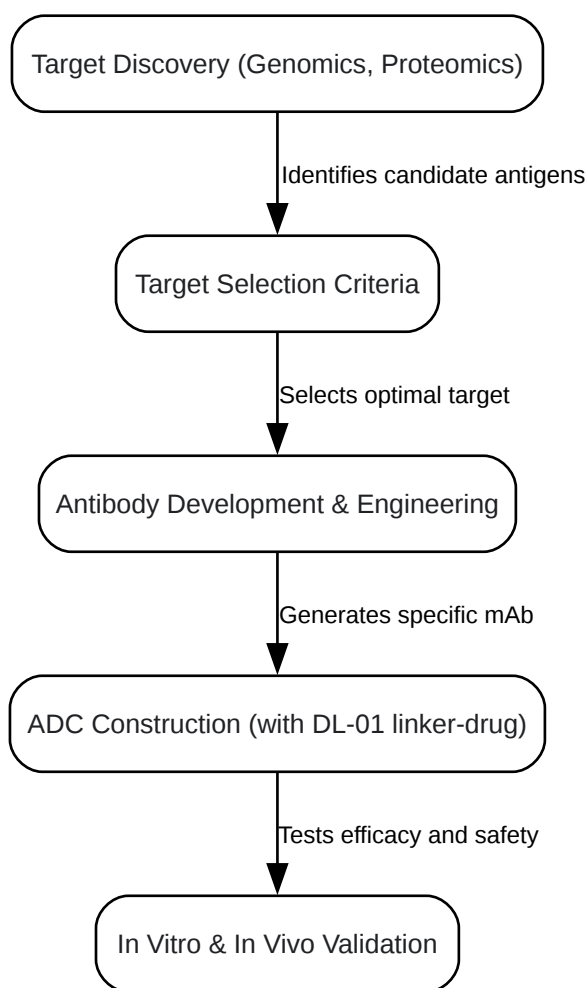 Target Discovery (Genomics, Proteomics)
Identifies candidate antigens
Target Selection Criteria
Selects optimal target
Antibody Development & Engineering
Generates specific mAb
ADC Construction (with DL-01 linker-drug)
Tests efficacy and safety
In Vitro & In Vivo Validation